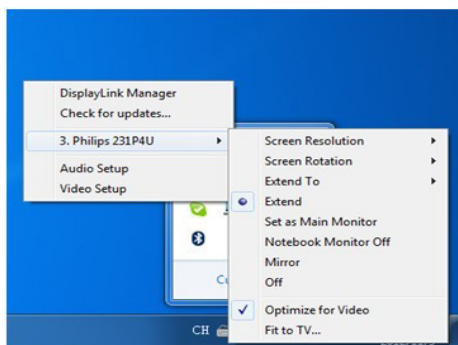 DisplayLink Manager
Check for updates...
3. Philips 231P4U
Audio Setup
Video Setup
Screen Resolution
Screen Rotation
Extend To
Extend
Set as Main Monitor
Notebook Monitor Off
Mirror
Off
Optimize for Video
Fit to TV...
CH